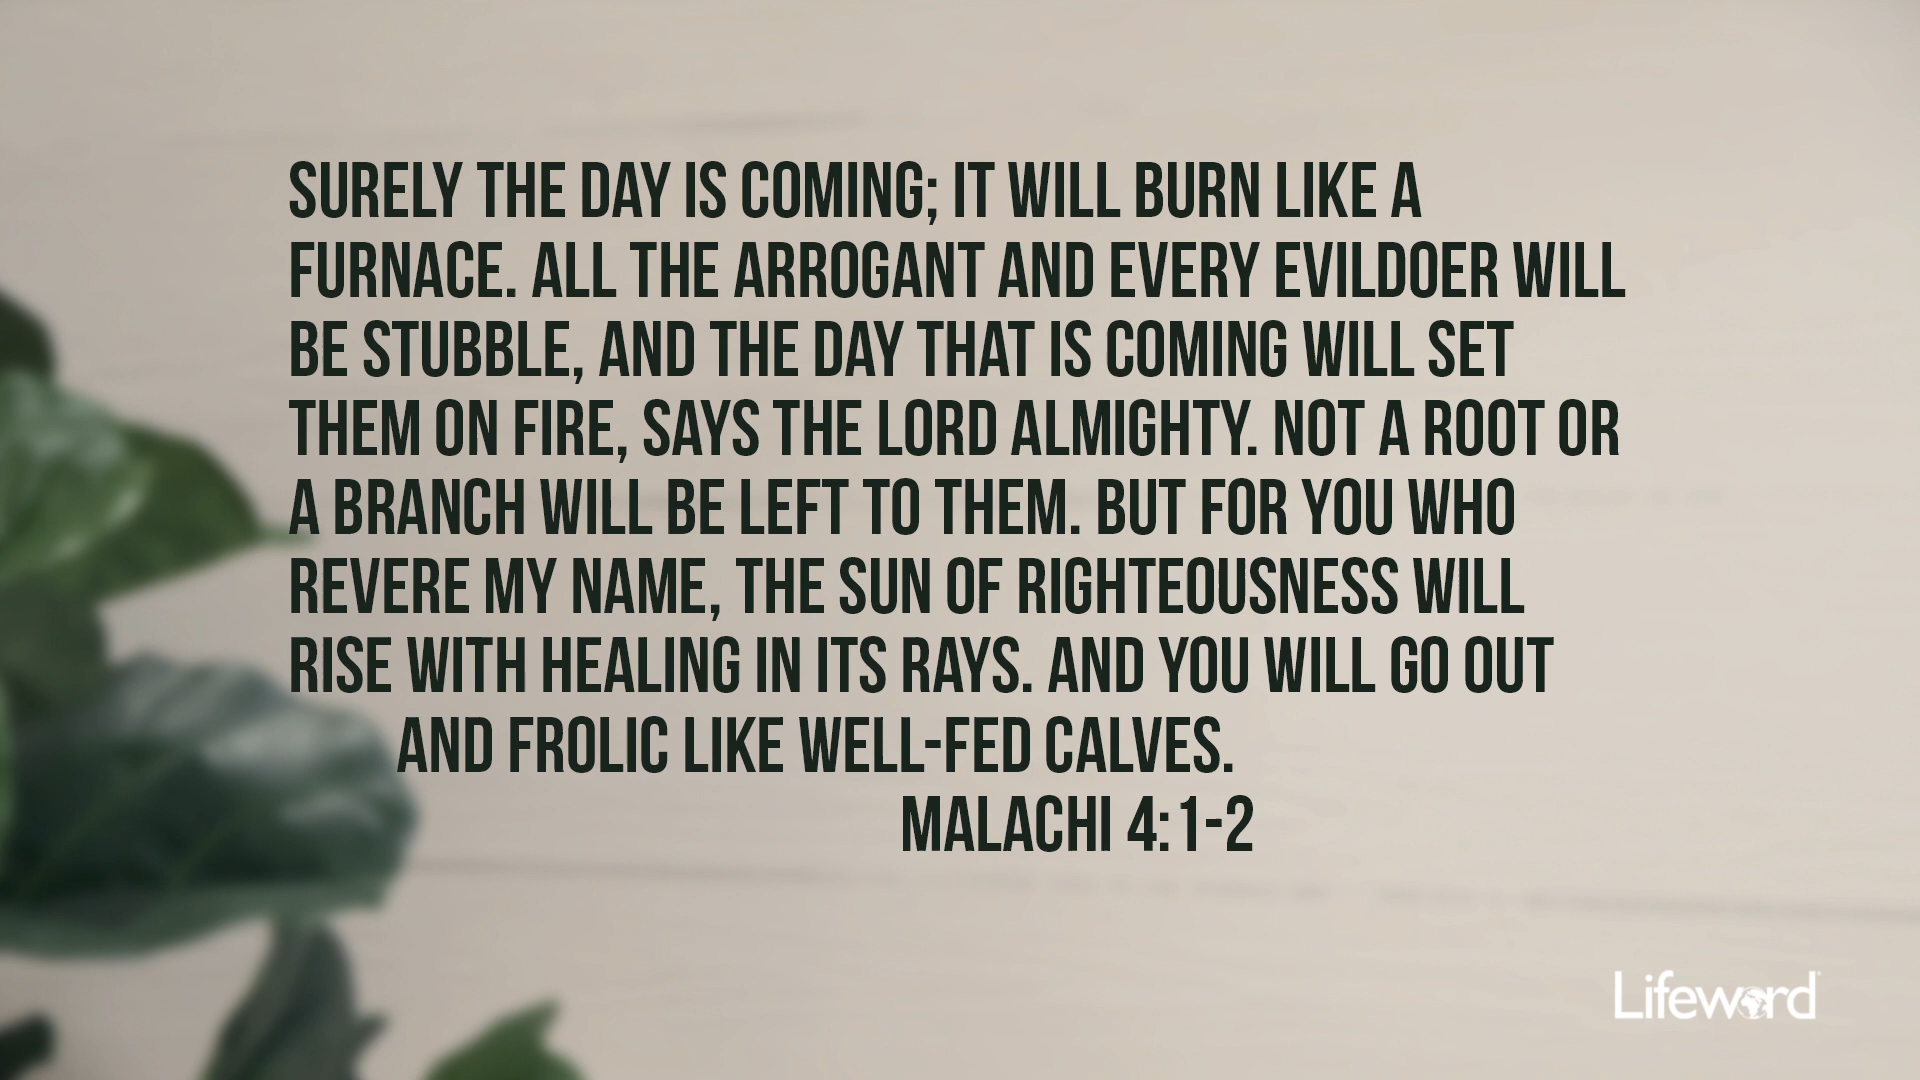 SURELY THE DAY IS COMING; IT WILL BURN LIKE A
FURNACE. ALL THE ARROGANT AND EVERY EVILDOER WILL
BE STUBBLE, AND THE DAY THAT IS COMING WILL SET
THEM ON FIRE, SAYS THE LORD ALMIGHTY. NOT A ROOT OR
A BRANCH WILL BE LEFT TO THEM. BUT FOR YOU WHO
REVERE MY NAME, THE SUN OF RIGHTEOUSNESS WILL
RISE WITH HEALING IN ITS RAYS. AND YOU WILL GO OUT
AND FROLIC LIKE WELL-FED CALVES.
MALACHI 4:1-2
Lifeword